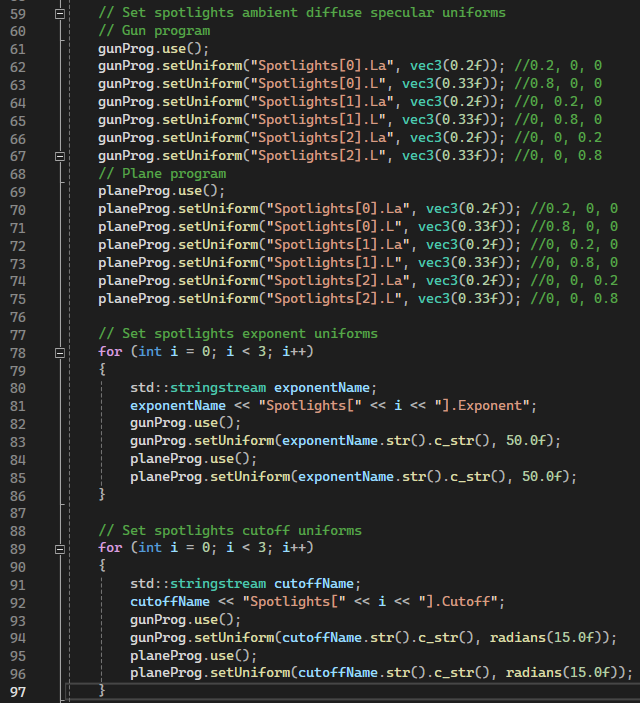 59 // Set spotlights ambient diffuse specular uniforms
60 // Gun program
61 gunProg.use();
62 gunProg.setUniform("Spotlights[0].La", vec3(0.2f)); //0.2, 0, 0
63 gunProg.setUniform("Spotlights[0].L", vec3(0.33f)); //0.8, 0, 0
64 gunProg.setUniform("Spotlights[1].La", vec3(0.2f)); //0, 0.2, 0
65 gunProg.setUniform("Spotlights[1].L", vec3(0.33f)); //0, 0.8, 0
66 gunProg.setUniform("Spotlights[2].La", vec3(0.2f)); //0, 0, 0.2
67 gunProg.setUniform("Spotlights[2].L", vec3(0.33f)); //0, 0, 0.8
68 // Plane program
69 planeProg.use();
70 planeProg.setUniform("Spotlights[0].La", vec3(0.2f)); //0.2, 0, 0
71 planeProg.setUniform("Spotlights[0].L", vec3(0.33f)); //0.8, 0, 0
72 planeProg.setUniform("Spotlights[1].La", vec3(0.2f)); //0, 0.2, 0
73 planeProg.setUniform("Spotlights[1].L", vec3(0.33f)); //0, 0.8, 0
74 planeProg.setUniform("Spotlights[2].La", vec3(0.2f)); //0, 0, 0.2
75 planeProg.setUniform("Spotlights[2].L", vec3(0.33f)); //0, 0, 0.8
76
77 // Set spotlights exponent uniforms
78 for (int i = 0; i < 3; i++)
79 {
80 std::stringstream exponentName;
81 exponentName << "Spotlights[" << i << "].Exponent";
82 gunProg.use();
83 gunProg.setUniform(exponentName.str().c_str(), 50.0f);
84 planeProg.use();
85 planeProg.setUniform(exponentName.str().c_str(), 50.0f);
86 }
87
88 // Set spotlights cutoff uniforms
89 for (int i = 0; i < 3; i++)
90 {
91 std::stringstream cutoffName;
92 cutoffName << "Spotlights[" << i << "].Cutoff";
93 gunProg.use();
94 gunProg.setUniform(cutoffName.str().c_str(), radians(15.0f));
95 planeProg.use();
96 planeProg.setUniform(cutoffName.str().c_str(), radians(15.0f));
97 }